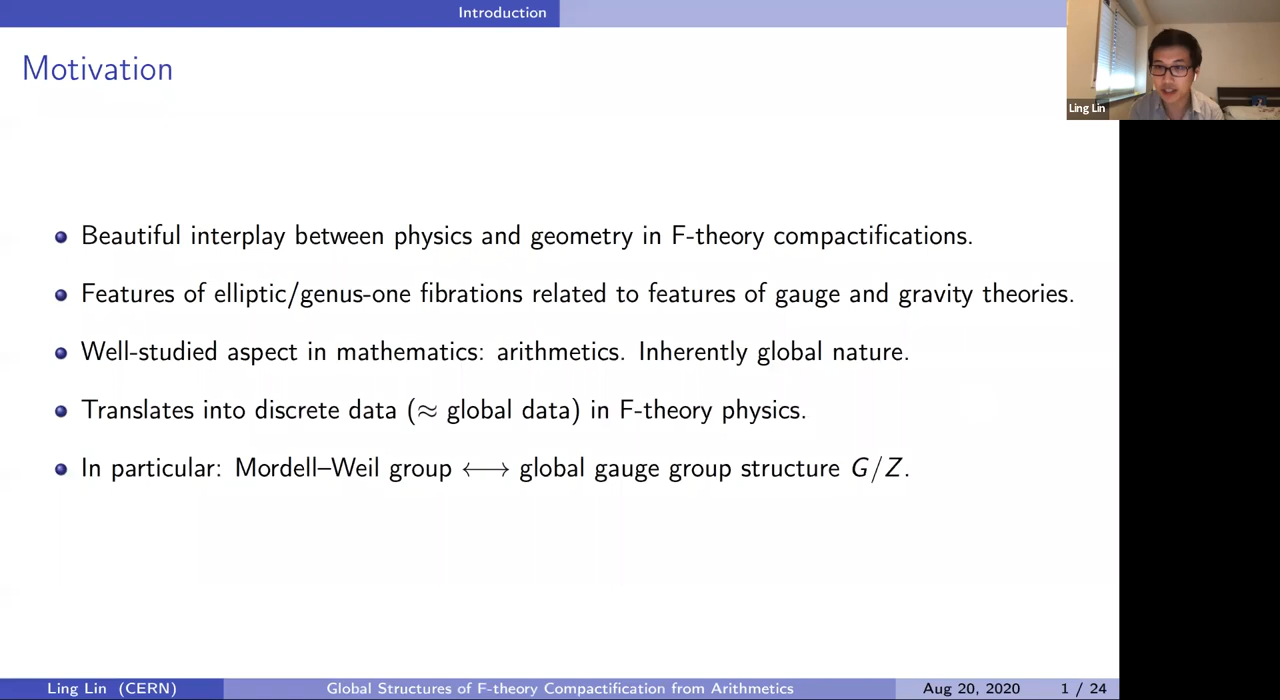 Introduction
Motivation
Ling Lin
Beautiful interplay between physics and geometry in F-theory compactifications.
Features of elliptic/genus-one fibrations related to features of gauge and gravity theories.
Well-studied aspect in mathematics: arithmetics. Inherently global nature.
Translates into discrete data (≈ global data) in F-theory physics.
In particular: Mordell–Weil group ⟷ global gauge group structure G/Z.
Ling Lin (CERN) Global Structures of F-theory Compactification from Arithmetics Aug 20, 2020 1 / 24